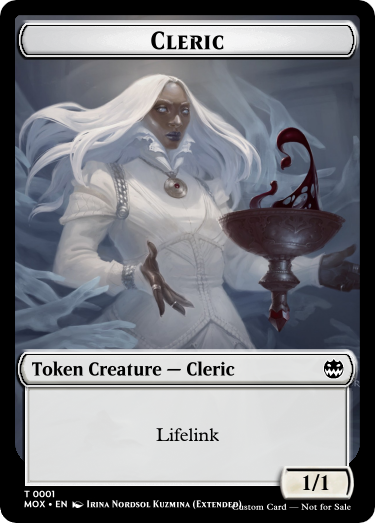 Cleric
Token Creature — Cleric
Lifelink
1/1
T 0001
MOX • EN Irina Nordsol Kuzmina (Extended)
Custom Card — Not for Sale